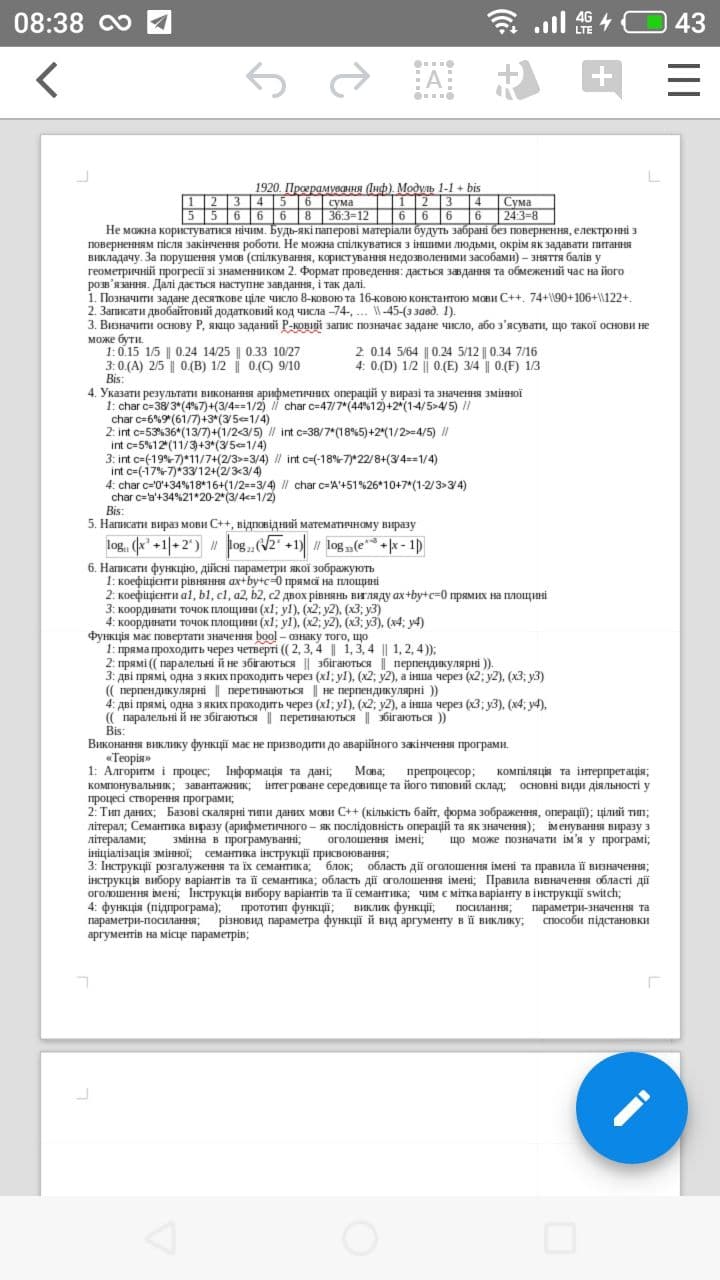 08:38
4G
LTE
43
A
1920. Програмування (Інф). Модуль 1-1 + bis
1 2 3 4 5 6 сума 1 2 3 4 Сума
5 5 6 6 6 8 36:3=12 6 6 6 6 24:3=8
Не можна користуватися нічим. Будь-які паперові матеріали будуть забрані без повернення, електронні з
поверненням після закінчення роботи. Не можна спілкуватися з іншими людьми, окрім як задавати питання
викладачу. За порушення умов (спілкування, користування недозволеними засобами) – зняття балів у
геометричній прогресії зі знаменником 2. Формат проведення: дається завдання та обмежений час на його
розв'язання. Далі дається наступне завдання, і так далі.
1. Позначити задане десяткове ціле число 8-ковою та 16-ковою константою мови С++. 74+\\90+106+\\122+.
2. Записати двобайтовий додатковий код числа –74-, … \\ -45-(з завд. 1).
3. Визначити основу P, якщо заданий P-ковий запис позначає задане число, або з'ясувати, що такої основи не
може бути.
1: 0.15 1/5 || 0.24 14/25 || 0.33 10/27 2: 0.14 5/64 || 0.24 5/12 || 0.34 7/16
3: 0.(A) 2/5 || 0.(B) 1/2 || 0.(C) 9/10 4: 0.(D) 1/2 || 0.(E) 3/4 || 0.(F) 1/3
Bis:
4. Указати результати виконання арифметичних операцій у виразі та значення змінної
1: char c=38/3*(4%7)+(3/4==1/2) // char c=47/7*(44%12)+2*(1-4/5>4/5) //
char c=6%9*(61/7)+3*(3/5<=1/4)
2: int c=53%36*(13/7)+(1/2<3/5) // int c=38/7*(18%5)+2*(1/2>=4/5) //
int c=5%12*(11/3)+3*(3/5<=1/4)
3: int c=(-19%-7)*11/7+(2/3>=3/4) // int c=(-18%-7)*22/8+(3/4==1/4)
int c=(-17%-7)*33/12+(2/3<3/4)
4: char c='0'+34%18*16+(1/2==3/4) // char c='A'+51%26*10+7*(1-2/3>3/4)
char c='a'+34%21*20-2*(3/4<=1/2)
Bis:
5. Написати вираз мови С++, відповідний математичному виразу
6. Написати функцію, дійсні параметри якої зображують
1: коефіцієнти рівняння ax+by+c=0 прямої на площині
2: коефіцієнти a1, b1, c1, a2, b2, c2 двох рівнянь вигляду ax+by+c=0 прямих на площині
3: координати точок площини (x1; y1), (x2; y2), (x3; y3)
4: координати точок площини (x1; y1), (x2; y2), (x3; y3), (x4; y4)
Функція має повертати значення bool – ознаку того, що
1: пряма проходить через четверті (( 2, 3, 4 || 1, 3, 4 || 1, 2, 4 ));
2: прямі (( паралельні й не збігаються || збігаються || перпендикулярні )).
3: дві прямі, одна з яких проходить через (x1; y1), (x2; y2), а інша через (x2; y2), (x3; y3)
(( перпендикулярні || перетинаються || не перпендикулярні ))
4: дві прямі, одна з яких проходить через (x1; y1), (x2; y2), а інша через (x3; y3), (x4; y4),
(( паралельні й не збігаються || перетинаються || збігаються ))
Bis:
Виконання виклику функції має не призводити до аварійного закінчення програми.
«Теорія»
1: Алгоритм і процес; Інформація та дані; Мова; препроцесор; компіляція та інтерпретація;
компонувальник; завантажник; інтегроване середовище та його типовий склад; основні види діяльності у
процесі створення програми;
2: Тип даних; Базові скалярні типи даних мови С++ (кількість байт, форма зображення, операції); цілий тип;
літерал; Семантика виразу (арифметичного – як послідовність операцій та як значення); іменування виразу з
літералами; змінна в програмуванні; оголошення імені; що може позначати ім'я у програмі;
ініціалізація змінної; семантика інструкції присвоювання;
3: Інструкції розгалуження та їх семантика; блок; область дії оголошення імені та правила її визначення;
інструкція вибору варіантів та її семантика; область дії оголошення імені; Правила визначення області дії
оголошення імені; Інструкція вибору варіантів та її семантика; чим є мітка варіанту в інструкції switch;
4: функція (підпрограма); прототип функції; виклик функції; посилання; параметри-значення та
параметри-посилання; різновид параметра функції й вид аргументу в її виклику; способи підстановки
аргументів на місце параметрів;